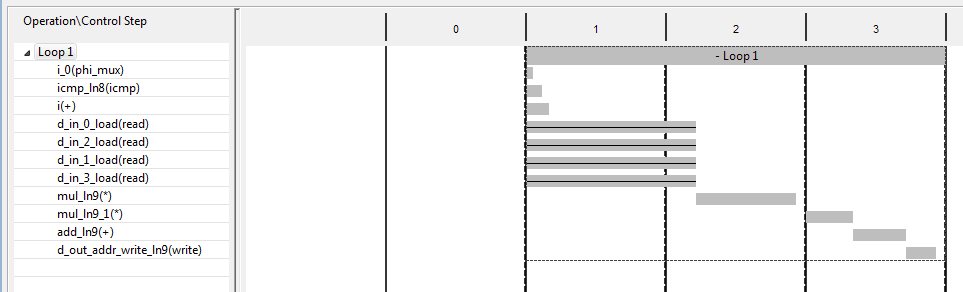 Operation\Control Step
0 1 2 3
Loop 1
- Loop 1
i_0(phi_mux)
icmp_ln8(icmp)
i(+)
d_in_0_load(read)
d_in_2_load(read)
d_in_1_load(read)
d_in_3_load(read)
mul_ln9(*)
mul_ln9_1(*)
add_ln9(+)
d_out_addr_write_ln9(write)